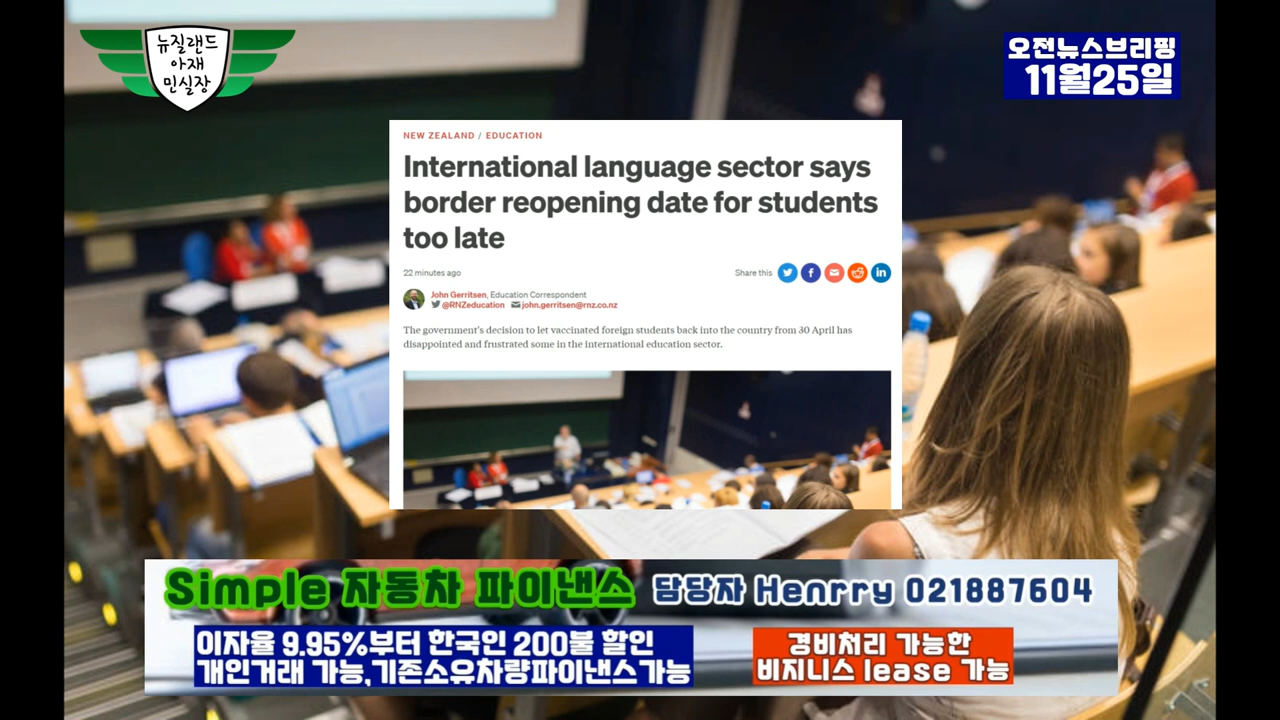 뉴질랜드
아재
민실장
오전뉴스브리핑
11월25일
NEW ZEALAND / EDUCATION
International language sector says
border reopening date for students
too late
22 minutes ago
Share this
John Gerritsen, Education Correspondent
@RNZeducation john.gerritsen@rnz.co.nz
The government's decision to let vaccinated foreign students back into the country from 30 April has
disappointed and frustrated some in the international education sector.
Simple 자동차 파이낸스 담당자 Henrry 021887604
이자율 9.95%부터 한국인 200불 할인
개인거래 가능,기존소유차량파이낸스가능
경비처리 가능한
비지니스 lease 가능